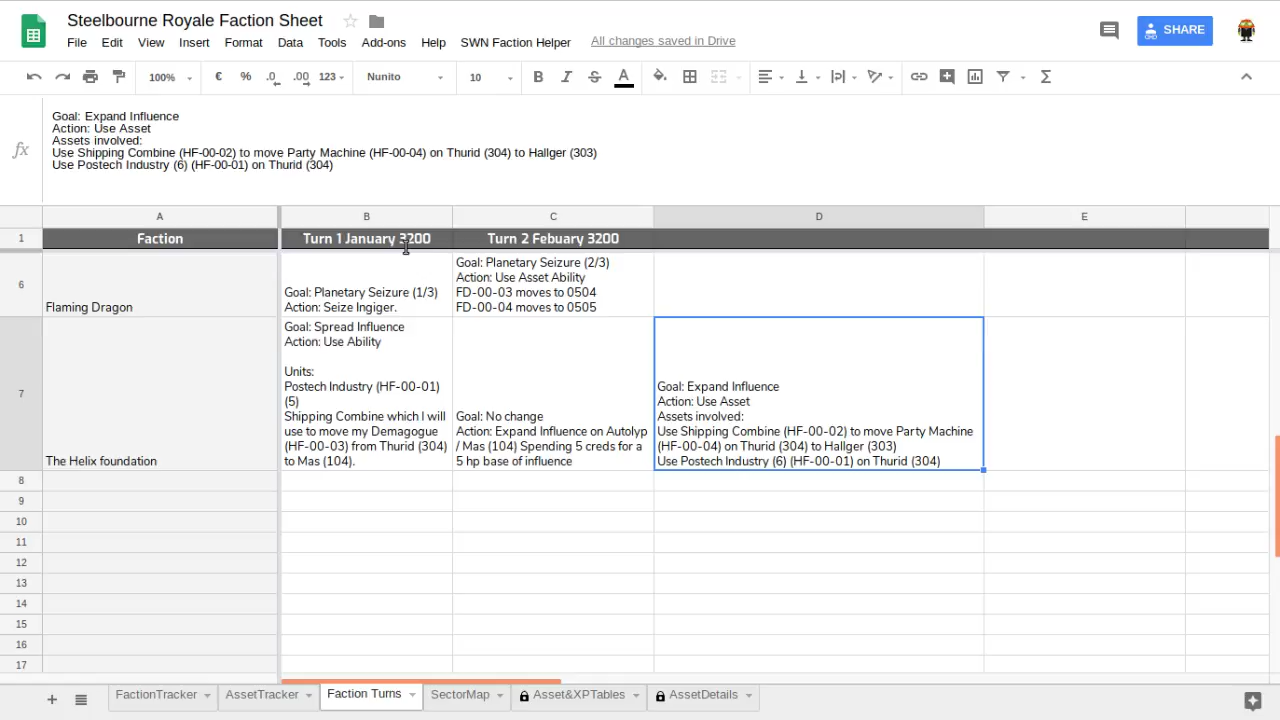 Steelbourne Royale Faction Sheet
File Edit View Insert Format Data Tools Add-ons Help SWN Faction Helper All changes saved in Drive
SHARE
100% € % .0 .00 123 Nunito 10 B I S A
fx
Goal: Expand Influence
Action: Use Asset
Assets involved:
Use Shipping Combine (HF-00-02) to move Party Machine (HF-00-04) on Thurid (304) to Hallger (303)
Use Postech Industry (6) (HF-00-01) on Thurid (304)
A B C D E
1 Faction Turn 1 January 3200 Turn 2 Febuary 3200
6
Flaming Dragon
Goal: Planetary Seizure (1/3)
Action: Seize Ingiger.
Goal: Planetary Seizure (2/3)
Action: Use Asset Ability
FD-00-03 moves to 0504
FD-00-04 moves to 0505
7
The Helix foundation
Goal: Spread Influence
Action: Use Ability
Units:
Postech Industry (HF-00-01)
(5)
Shipping Combine which I will
use to move my Demagogue
(HF-00-03) from Thurid (304)
to Mas (104).
Goal: No change
Action: Expand Influence on Autolyp
/ Mas (104) Spending 5 creds for a
5 hp base of influence
Goal: Expand Influence
Action: Use Asset
Assets involved:
Use Shipping Combine (HF-00-02) to move Party Machine
(HF-00-04) on Thurid (304) to Hallger (303)
Use Postech Industry (6) (HF-00-01) on Thurid (304)
8
9
10
11
12
13
14
15
16
17
FactionTracker AssetTracker Faction Turns SectorMap Asset&XPTables AssetDetails